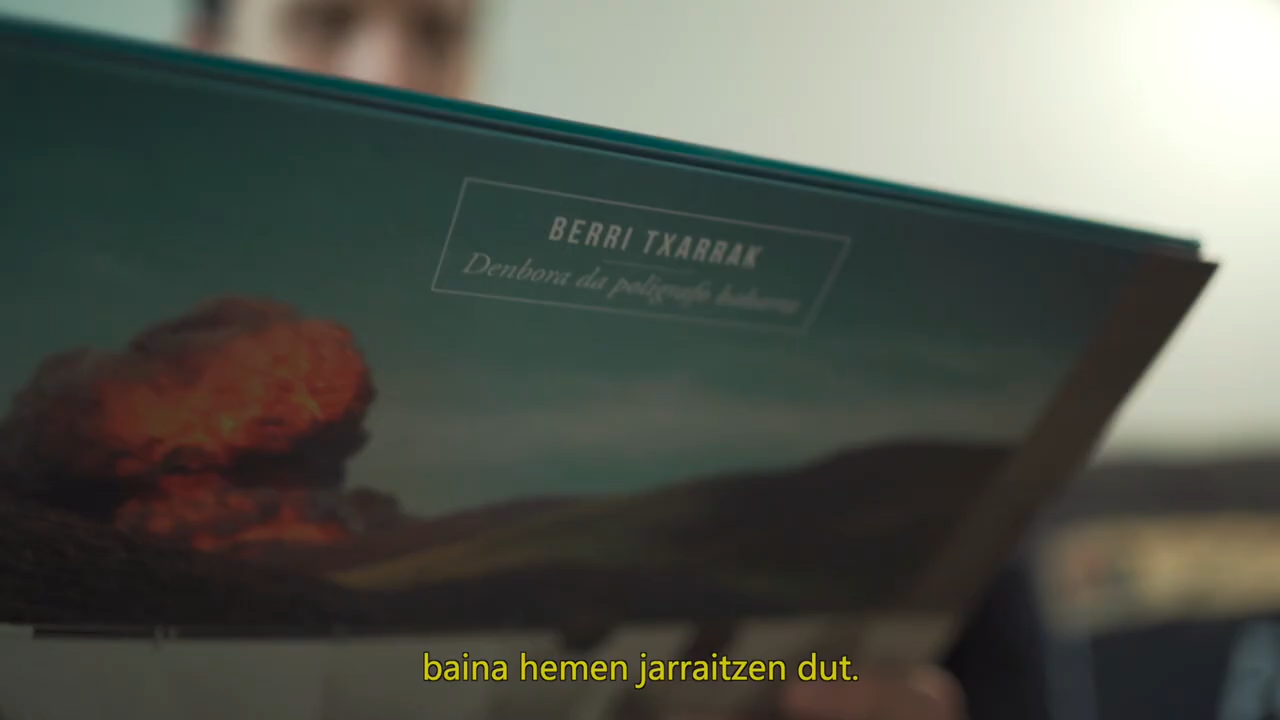 BERRI TXARRAK
Denbora da poligrafo bakarra
baina hemen jarraitzen dut.